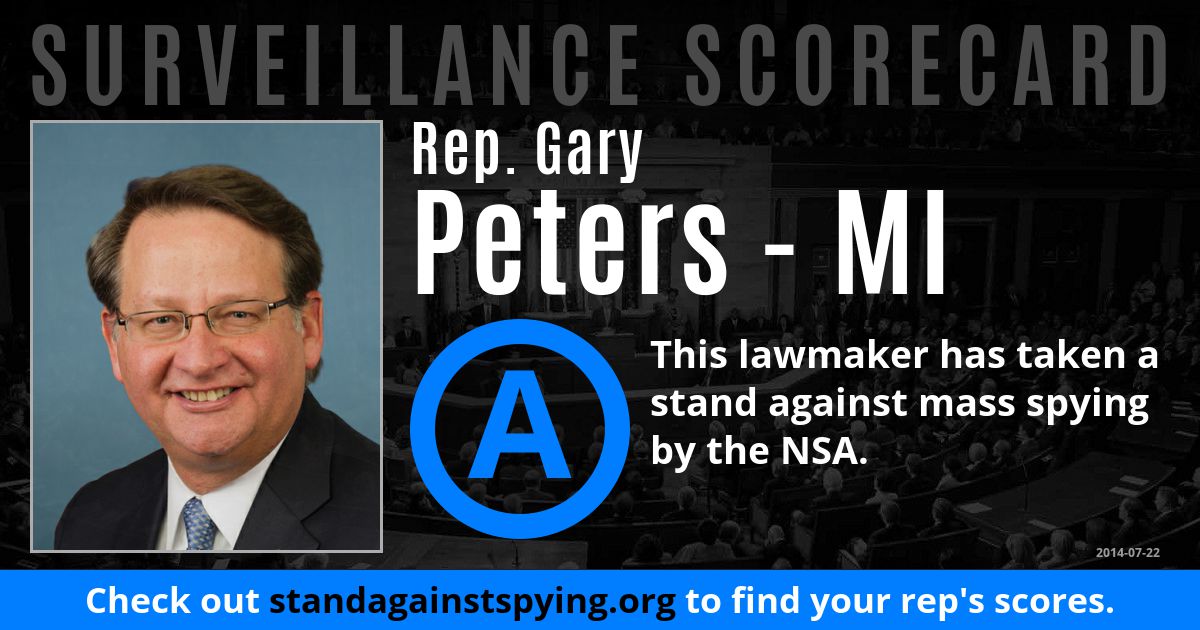 SURVEILLANCE SCORECARD
Rep. Gary
Peters - MI
A
This lawmaker has taken a
stand against mass spying
by the NSA.
2014-07-22
Check out standagainstspying.org to find your rep's scores.